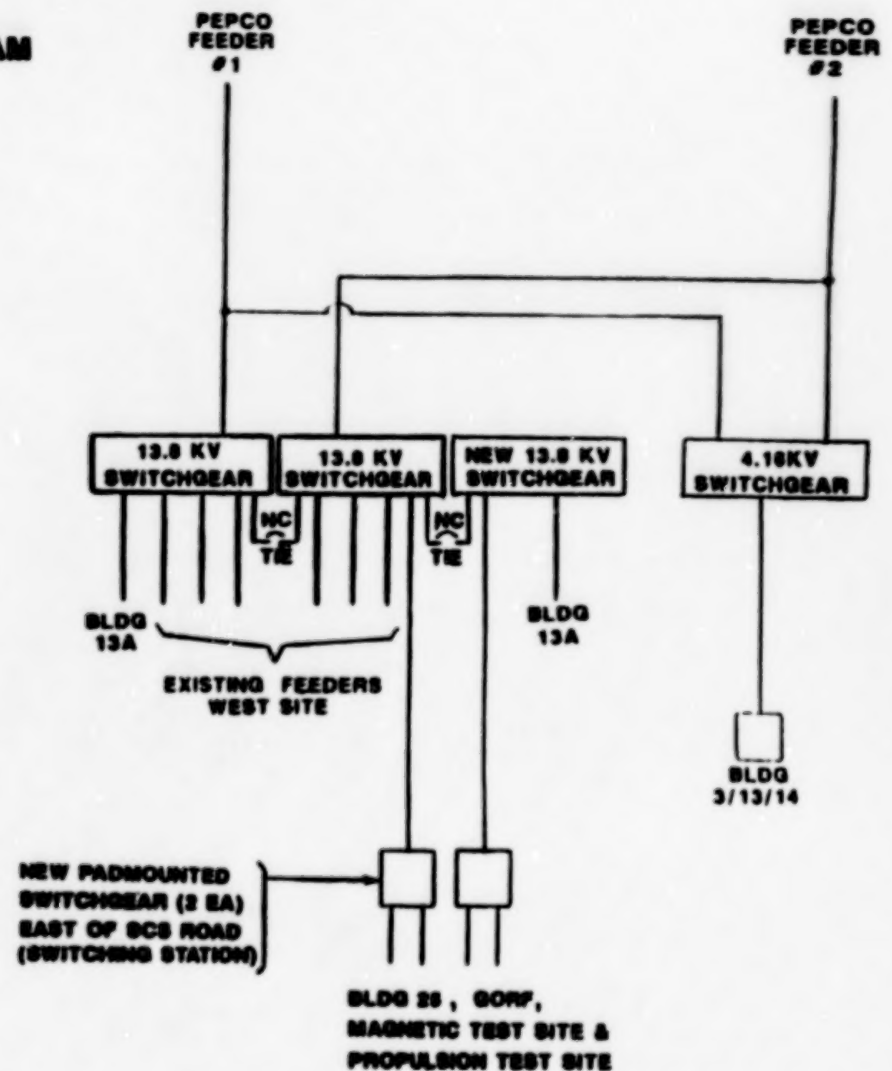 AM
PEPCO
FEEDER
#1
PEPCO
FEEDER
#2
13.8 KV
SWITCHGEAR
13.8 KV
SWITCHGEAR
NEW 13.8 KV
SWITCHGEAR
4.16KV
SWITCHGEAR
NC
TIE
NC
TIE
BLDG
13A
BLDG
13A
EXISTING FEEDERS
WEST SITE
BLDG
3/13/14
NEW PADMOUNTED
SWITCHGEAR (2 EA)
EAST OF SCS ROAD
(SWITCHING STATION)
BLDG 25, GORF,
MAGNETIC TEST SITE &
PROPULSION TEST SITE